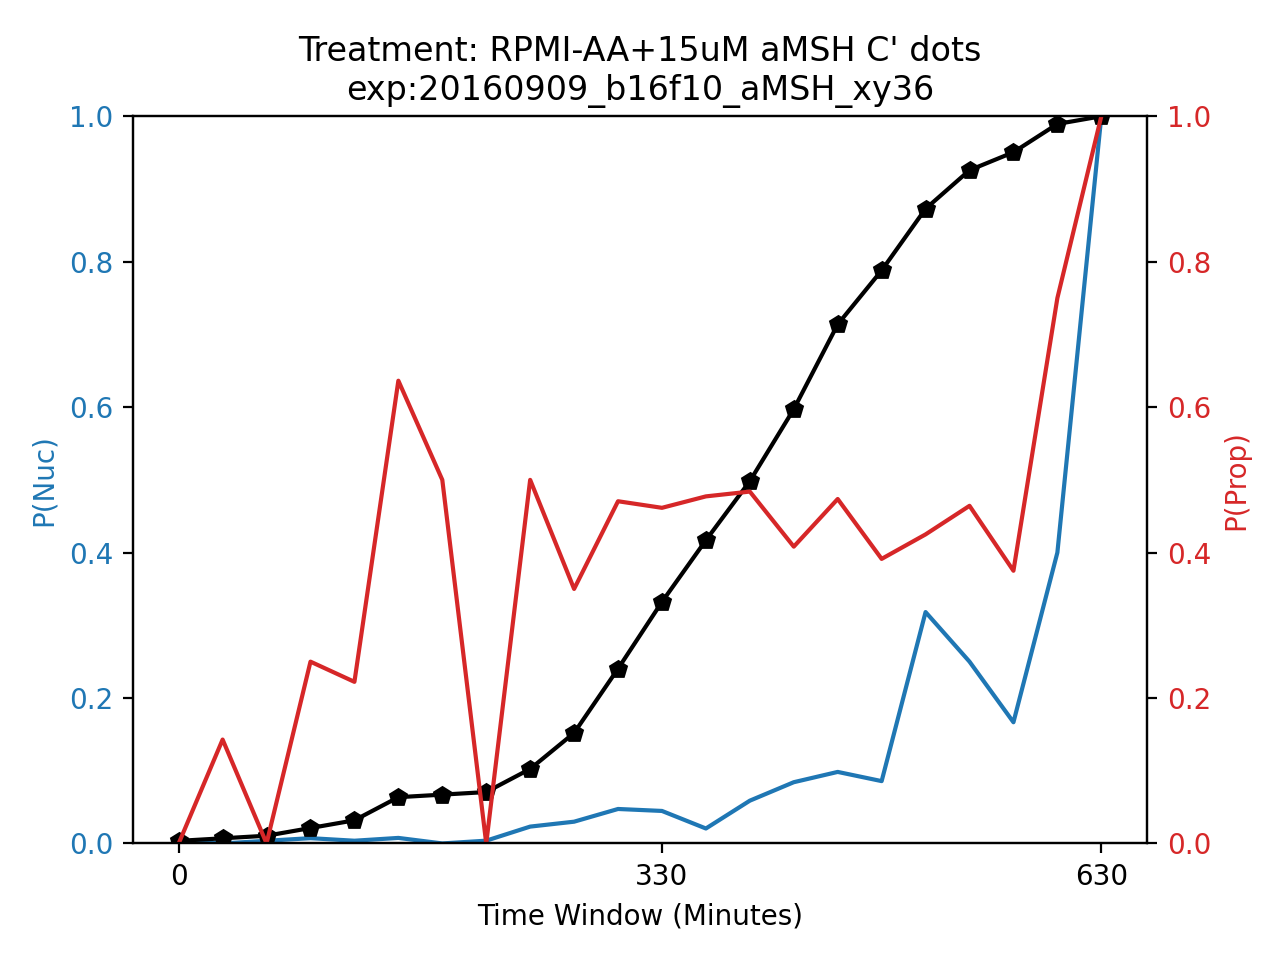 Treatment: RPMI-AA+15uM aMSH C' dots
exp:20160909_b16f10_aMSH_xy36
1.0
0.8
0.6
0.4
0.2
0.0
P(Nuc)
1.0
0.8
0.6
0.4
0.2
0.0
P(Prop)
0 330 630
Time Window (Minutes)